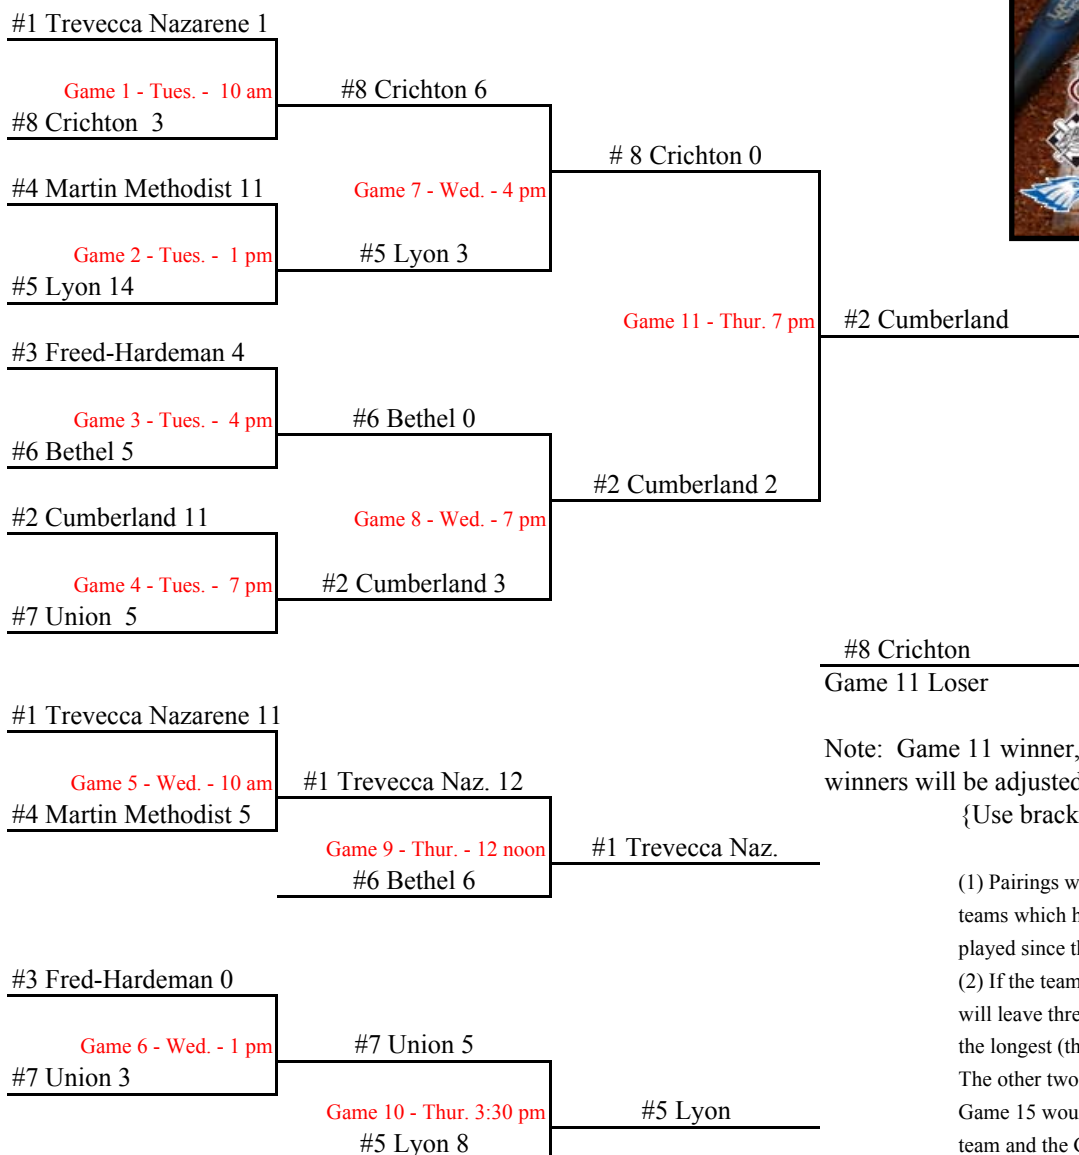 #1 Trevecca Nazarene 1
Game 1 - Tues. - 10 am
#8 Crichton 3
#8 Crichton 6
#4 Martin Methodist 11
Game 2 - Tues. - 1 pm
#5 Lyon 14
Game 7 - Wed. - 4 pm
#5 Lyon 3
# 8 Crichton 0
#3 Freed-Hardeman 4
Game 3 - Tues. - 4 pm
#6 Bethel 5
#6 Bethel 0
#2 Cumberland 11
Game 4 - Tues. - 7 pm
#7 Union 5
Game 8 - Wed. - 7 pm
#2 Cumberland 3
#2 Cumberland 2
Game 11 - Thur. 7 pm
#2 Cumberland
#8 Crichton
Game 11 Loser
#1 Trevecca Nazarene 11
Game 5 - Wed. - 10 am
#4 Martin Methodist 5
#1 Trevecca Naz. 12
Game 9 - Thur. - 12 noon
#6 Bethel 6
#1 Trevecca Naz.
#3 Fred-Hardeman 0
Game 6 - Wed. - 1 pm
#7 Union 3
#7 Union 5
Game 10 - Thur. 3:30 pm
#5 Lyon 8
#5 Lyon
Note: Game 11 winner,
winners will be adjusted
{Use brack
(1) Pairings w
teams which h
played since th
(2) If the team
will leave thre
the longest (th
The other two
Game 15 wou
team and the